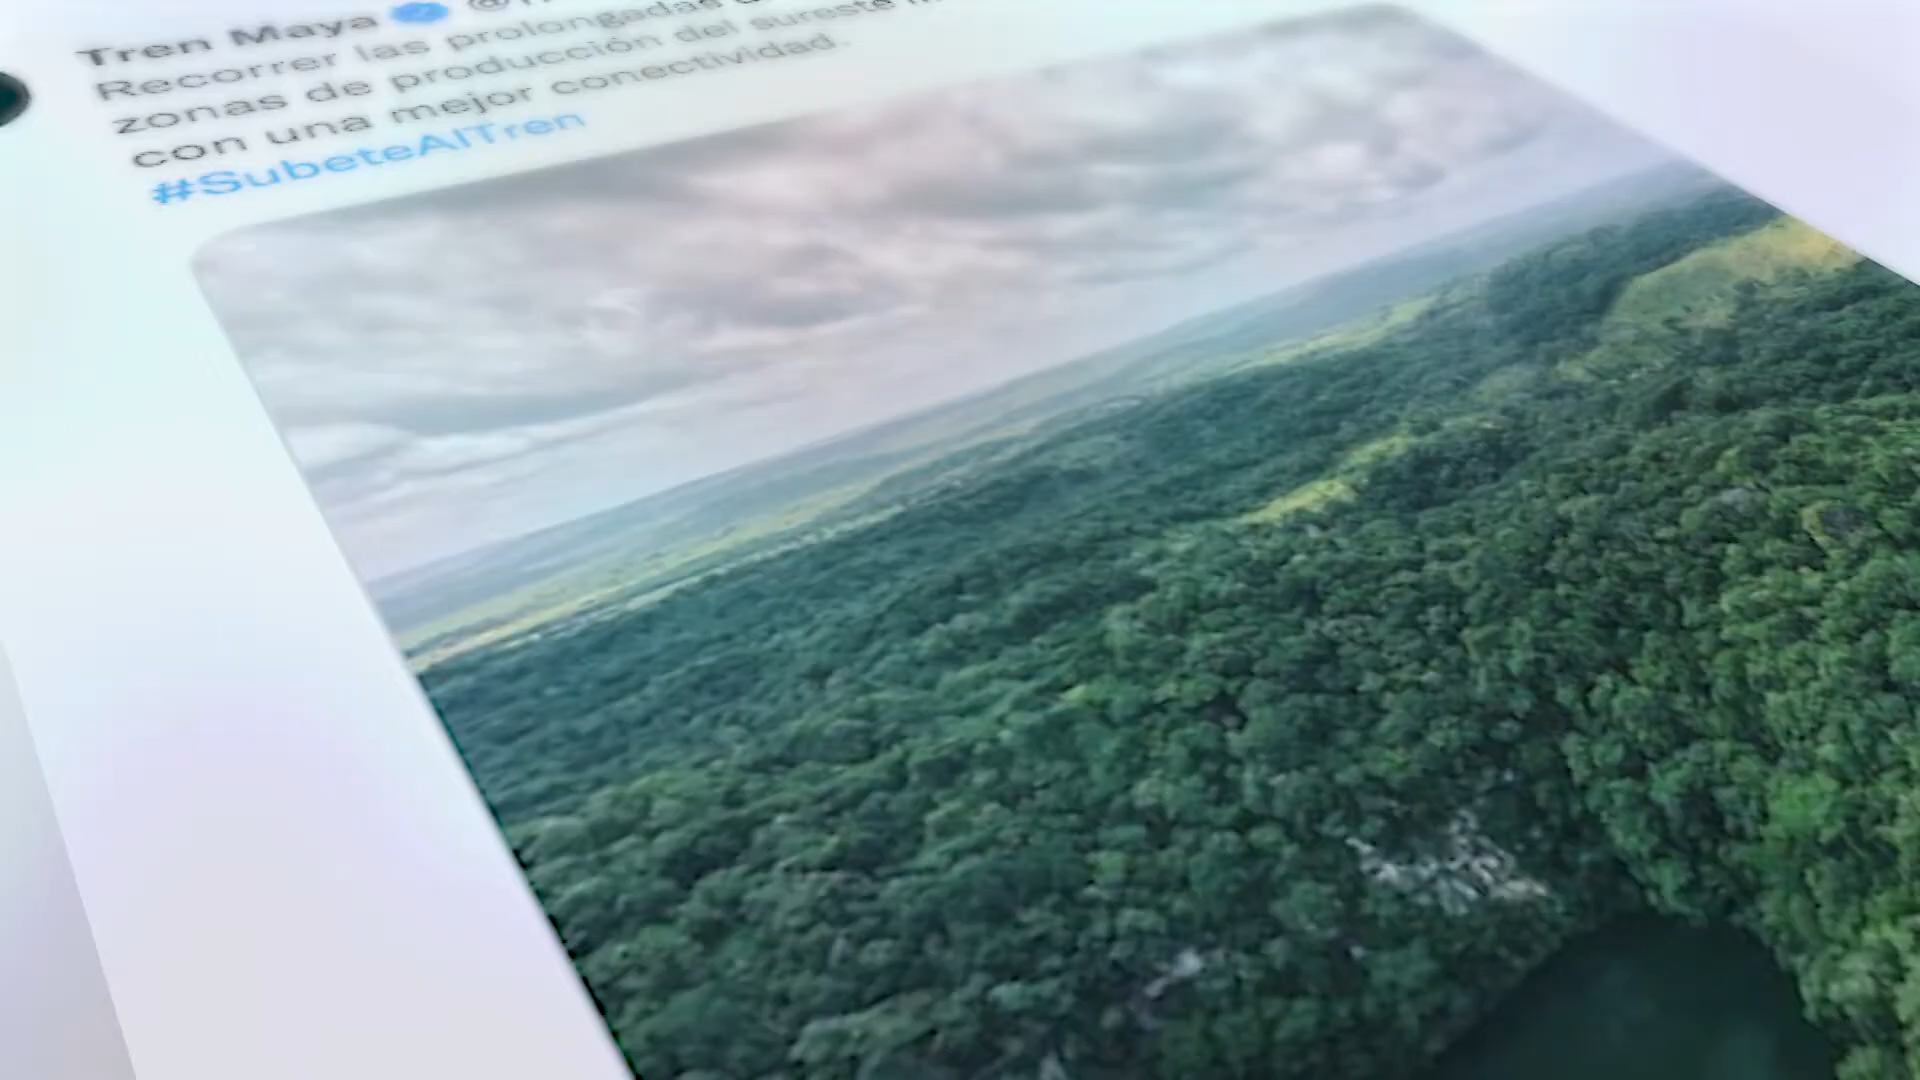 Tren Maya
Recorrer las prolongadas
zonas de producción del sureste
con una mejor conectividad.
#SubeteAlTren